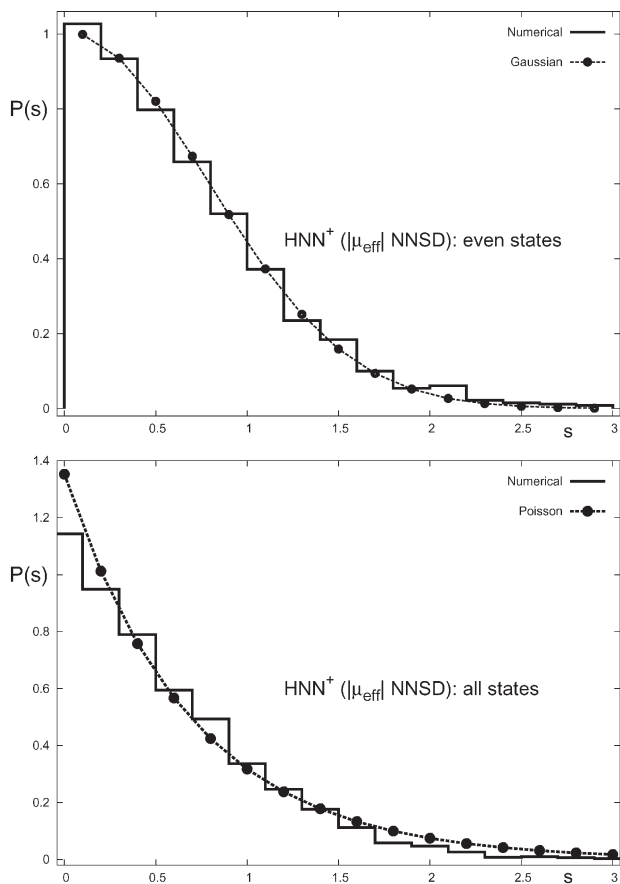 1
0.8
0.6
0.4
0.2
0
P(s)
Numerical
Gaussian
HNN⁺ (|μeff| NNSD): even states
0
0.5
1
1.5
2
2.5
s
3
1.4
1.2
1
0.8
0.6
0.4
0.2
0
P(s)
Numerical
Poisson
HNN⁺ (|μeff| NNSD): all states
0
0.5
1
1.5
2
2.5
s
3